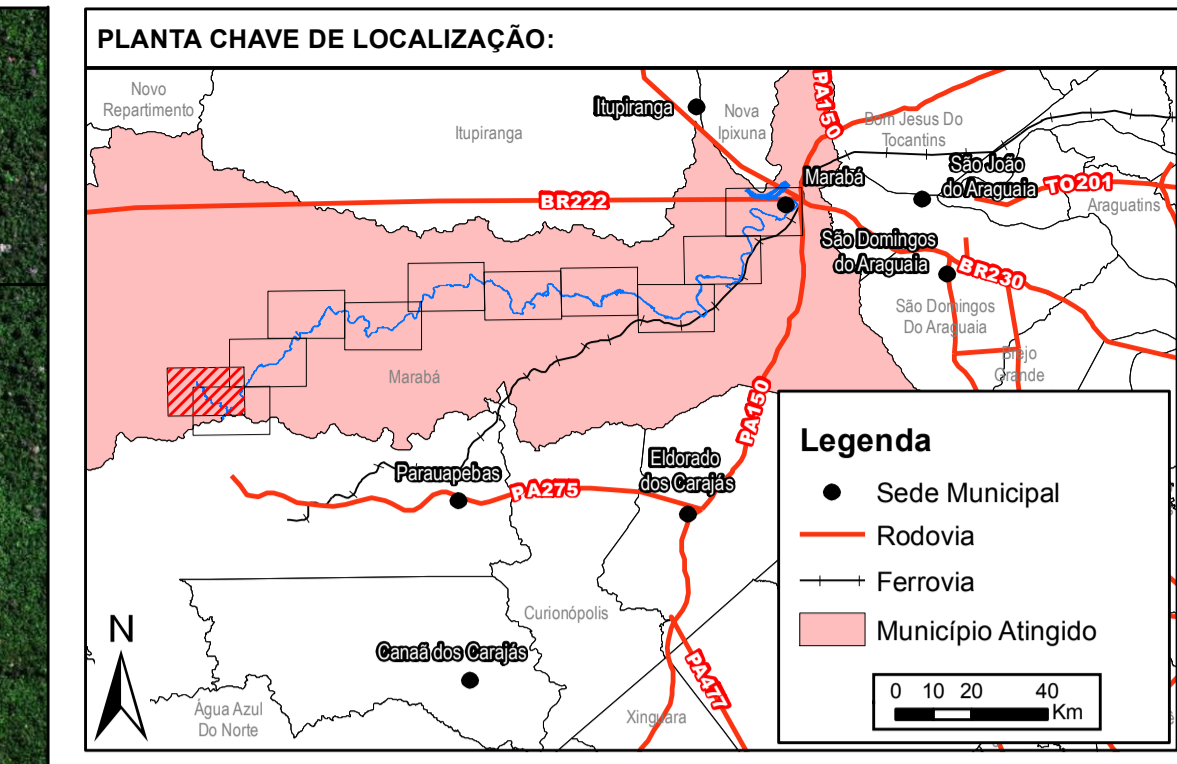 PLANTA CHAVE DE LOCALIZAÇÃO:
Novo
Repartimento
Itupiranga
Itupiranga
Nova
Ipixuna
PA150
Bom Jesus Do
Tocantins
São João
do Araguaia
TO201
Araguatins
Marabá
BR222
São Domingos
do Araguaia
BR230
São Domingos
Do Araguaia
Brejo
Grande
Marabá
PA150
Parauapebas
PA275
Eldorado
dos Carajás
Curionópolis
Canaã dos Carajás
PA477
Água Azul
Do Norte
Xinguara
N
Legenda
Sede Municipal
Rodovia
Ferrovia
Município Atingido
0 10 20 40
Km